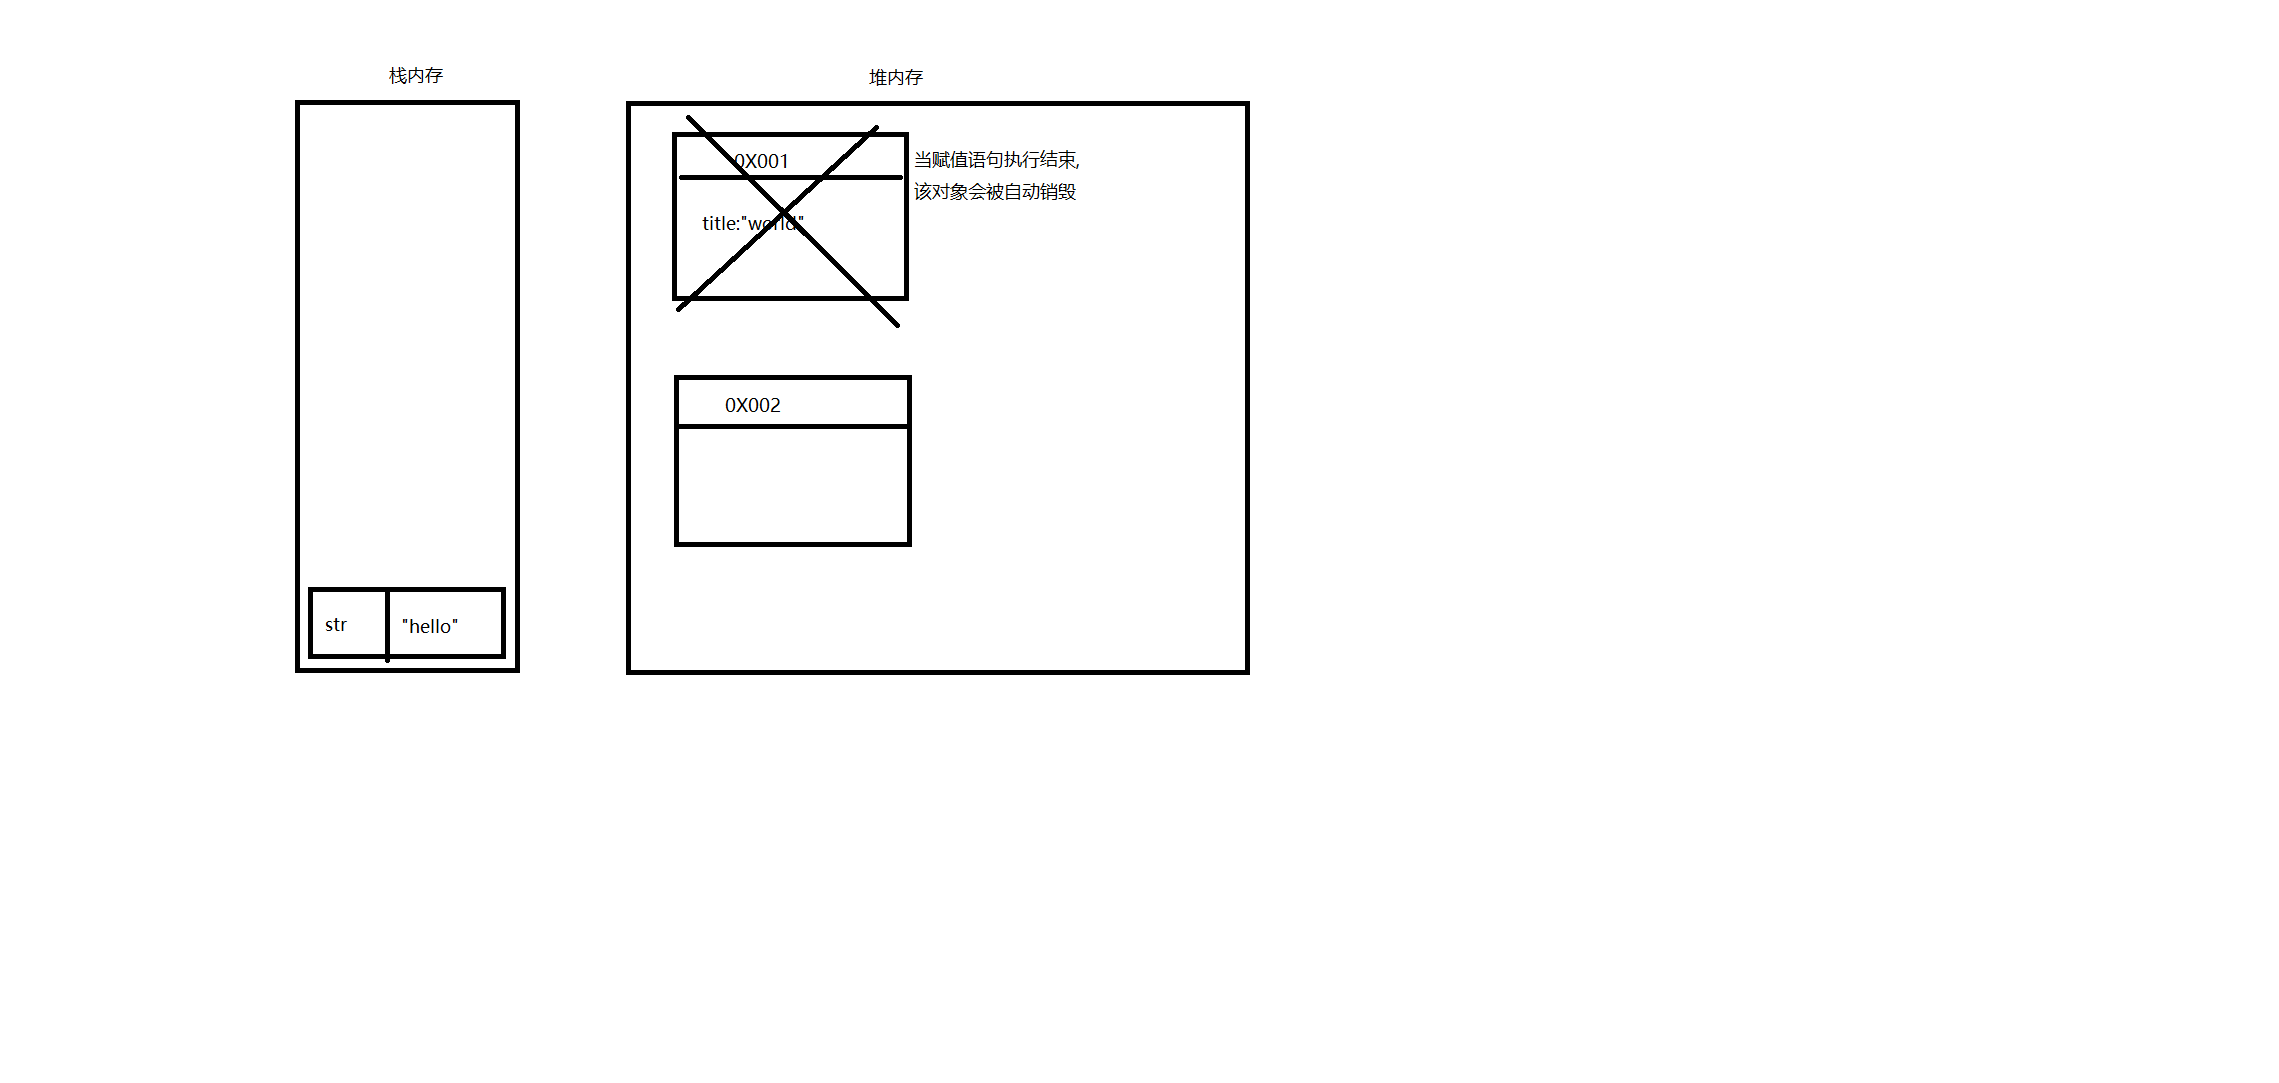 栈内存
堆内存
0X001
title:"world"
当赋值语句执行结束,
该对象会被自动销毁
0X002
str
"hello"